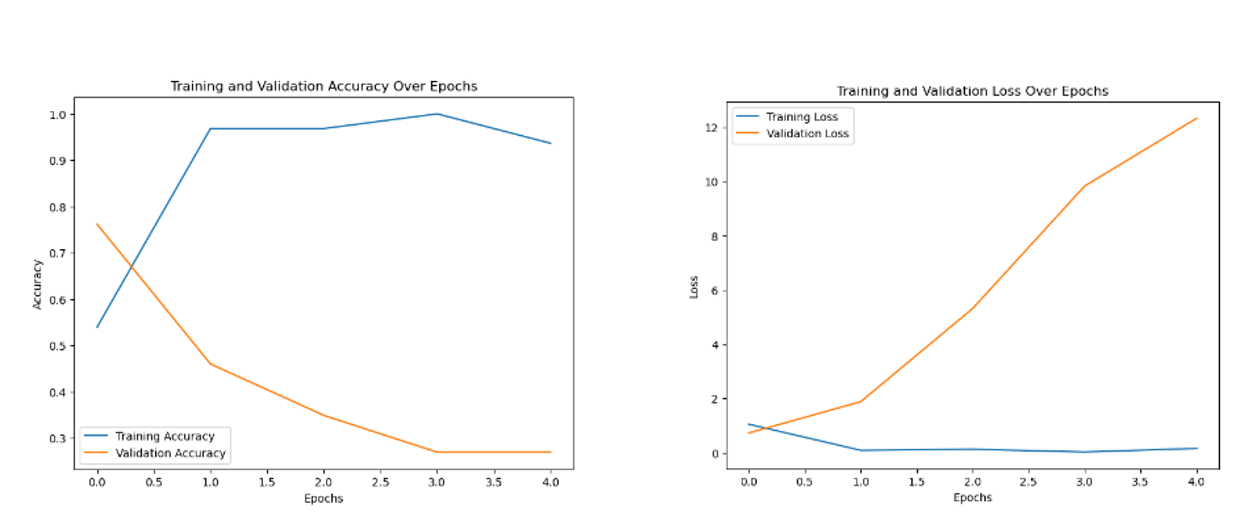 Training and Validation Accuracy Over Epochs
1.0
0.9
0.8
0.7
0.6
0.5
0.4
0.3
Accuracy
Training Accuracy
Validation Accuracy
0.0 0.5 1.0 1.5 2.0 2.5 3.0 3.5 4.0
Epochs
Training and Validation Loss Over Epochs
Training Loss
Validation Loss
12
10
8
6
4
2
0
Loss
0.0 0.5 1.0 1.5 2.0 2.5 3.0 3.5 4.0
Epochs